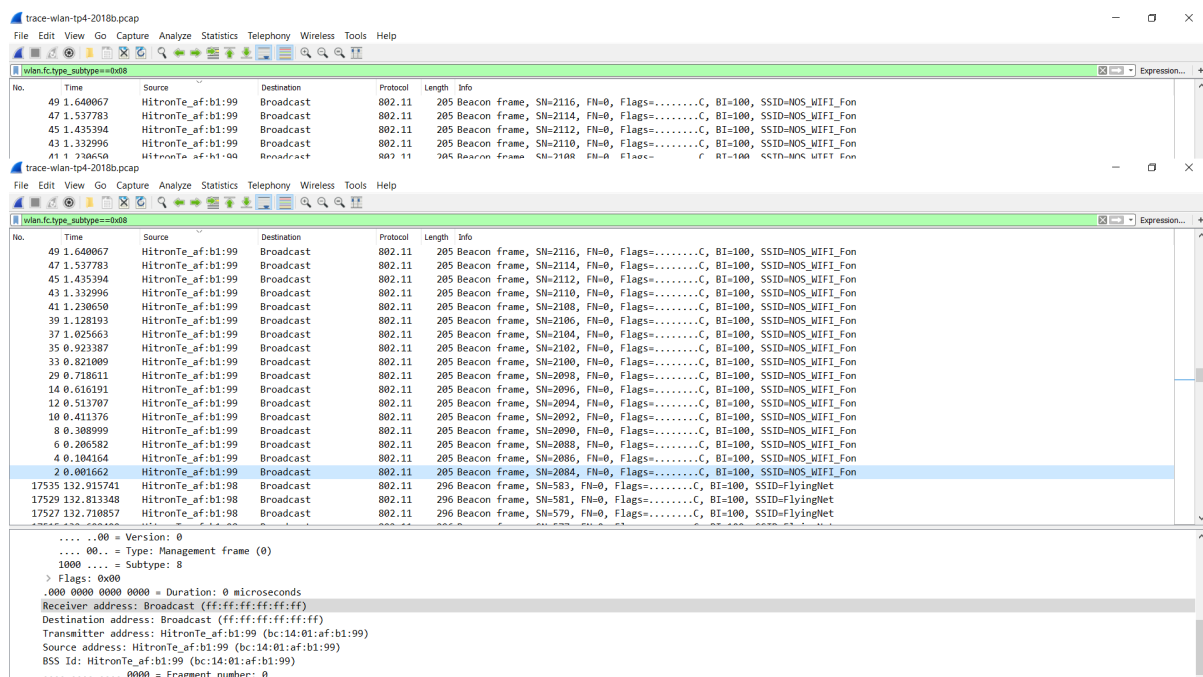 trace-wlan-tp4-2018b.pcap
File Edit View Go Capture Analyze Statistics Telephony Wireless Tools Help
wlan.fc.type_subtype==0x08 Expression... +
No. Time Source Destination Protocol Length Info
49 1.640067 HitronTe_af:b1:99 Broadcast 802.11 205 Beacon frame, SN=2116, FN=0, Flags=........C, BI=100, SSID=NOS_WIFI_Fon
47 1.537783 HitronTe_af:b1:99 Broadcast 802.11 205 Beacon frame, SN=2114, FN=0, Flags=........C, BI=100, SSID=NOS_WIFI_Fon
45 1.435394 HitronTe_af:b1:99 Broadcast 802.11 205 Beacon frame, SN=2112, FN=0, Flags=........C, BI=100, SSID=NOS_WIFI_Fon
43 1.332996 HitronTe_af:b1:99 Broadcast 802.11 205 Beacon frame, SN=2110, FN=0, Flags=........C, BI=100, SSID=NOS_WIFI_Fon
41 1.230650 HitronTe_af:b1:99 Broadcast 802.11 205 Beacon frame, SN=2108, FN=0, Flags=........C, BI=100, SSID=NOS_WIFI_Fon
trace-wlan-tp4-2018b.pcap
File Edit View Go Capture Analyze Statistics Telephony Wireless Tools Help
wlan.fc.type_subtype==0x08 Expression... +
No. Time Source Destination Protocol Length Info
49 1.640067 HitronTe_af:b1:99 Broadcast 802.11 205 Beacon frame, SN=2116, FN=0, Flags=........C, BI=100, SSID=NOS_WIFI_Fon
47 1.537783 HitronTe_af:b1:99 Broadcast 802.11 205 Beacon frame, SN=2114, FN=0, Flags=........C, BI=100, SSID=NOS_WIFI_Fon
45 1.435394 HitronTe_af:b1:99 Broadcast 802.11 205 Beacon frame, SN=2112, FN=0, Flags=........C, BI=100, SSID=NOS_WIFI_Fon
43 1.332996 HitronTe_af:b1:99 Broadcast 802.11 205 Beacon frame, SN=2110, FN=0, Flags=........C, BI=100, SSID=NOS_WIFI_Fon
41 1.230650 HitronTe_af:b1:99 Broadcast 802.11 205 Beacon frame, SN=2108, FN=0, Flags=........C, BI=100, SSID=NOS_WIFI_Fon
39 1.128193 HitronTe_af:b1:99 Broadcast 802.11 205 Beacon frame, SN=2106, FN=0, Flags=........C, BI=100, SSID=NOS_WIFI_Fon
37 1.025663 HitronTe_af:b1:99 Broadcast 802.11 205 Beacon frame, SN=2104, FN=0, Flags=........C, BI=100, SSID=NOS_WIFI_Fon
35 0.923387 HitronTe_af:b1:99 Broadcast 802.11 205 Beacon frame, SN=2102, FN=0, Flags=........C, BI=100, SSID=NOS_WIFI_Fon
33 0.821009 HitronTe_af:b1:99 Broadcast 802.11 205 Beacon frame, SN=2100, FN=0, Flags=........C, BI=100, SSID=NOS_WIFI_Fon
29 0.718611 HitronTe_af:b1:99 Broadcast 802.11 205 Beacon frame, SN=2098, FN=0, Flags=........C, BI=100, SSID=NOS_WIFI_Fon
14 0.616191 HitronTe_af:b1:99 Broadcast 802.11 205 Beacon frame, SN=2096, FN=0, Flags=........C, BI=100, SSID=NOS_WIFI_Fon
12 0.513707 HitronTe_af:b1:99 Broadcast 802.11 205 Beacon frame, SN=2094, FN=0, Flags=........C, BI=100, SSID=NOS_WIFI_Fon
10 0.411376 HitronTe_af:b1:99 Broadcast 802.11 205 Beacon frame, SN=2092, FN=0, Flags=........C, BI=100, SSID=NOS_WIFI_Fon
8 0.308999 HitronTe_af:b1:99 Broadcast 802.11 205 Beacon frame, SN=2090, FN=0, Flags=........C, BI=100, SSID=NOS_WIFI_Fon
6 0.206582 HitronTe_af:b1:99 Broadcast 802.11 205 Beacon frame, SN=2088, FN=0, Flags=........C, BI=100, SSID=NOS_WIFI_Fon
4 0.104164 HitronTe_af:b1:99 Broadcast 802.11 205 Beacon frame, SN=2086, FN=0, Flags=........C, BI=100, SSID=NOS_WIFI_Fon
2 0.001662 HitronTe_af:b1:99 Broadcast 802.11 205 Beacon frame, SN=2084, FN=0, Flags=........C, BI=100, SSID=NOS_WIFI_Fon
17535 132.915741 HitronTe_af:b1:98 Broadcast 802.11 296 Beacon frame, SN=583, FN=0, Flags=........C, BI=100, SSID=FlyingNet
17529 132.813348 HitronTe_af:b1:98 Broadcast 802.11 296 Beacon frame, SN=581, FN=0, Flags=........C, BI=100, SSID=FlyingNet
17527 132.710857 HitronTe_af:b1:98 Broadcast 802.11 296 Beacon frame, SN=579, FN=0, Flags=........C, BI=100, SSID=FlyingNet
.... ..00 = Version: 0
.... 00.. = Type: Management frame (0)
1000 .... = Subtype: 8
> Flags: 0x00
.000 0000 0000 0000 = Duration: 0 microseconds
Receiver address: Broadcast (ff:ff:ff:ff:ff:ff)
Destination address: Broadcast (ff:ff:ff:ff:ff:ff)
Transmitter address: HitronTe_af:b1:99 (bc:14:01:af:b1:99)
Source address: HitronTe_af:b1:99 (bc:14:01:af:b1:99)
BSS Id: HitronTe_af:b1:99 (bc:14:01:af:b1:99)
.... .... .... 0000 = Fragment number: 0